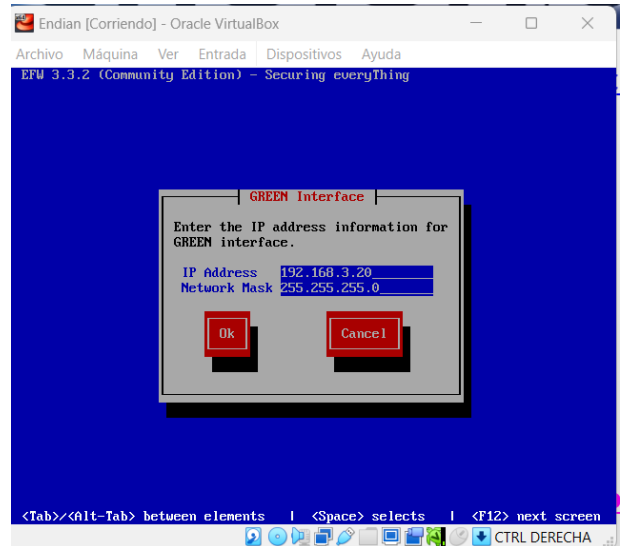 Endian [Corriendo] - Oracle VirtualBox
Archivo Máquina Ver Entrada Dispositivos Ayuda
EFW 3.3.2 (Community Edition) - Securing everyThing
GREEN Interface
Enter the IP address information for
GREEN interface.
IP Address 192.168.3.20______
Network Mask 255.255.255.0_____
Ok Cancel
<Tab>/<Alt-Tab> between elements | <Space> selects | <F12> next screen
CTRL DERECHA